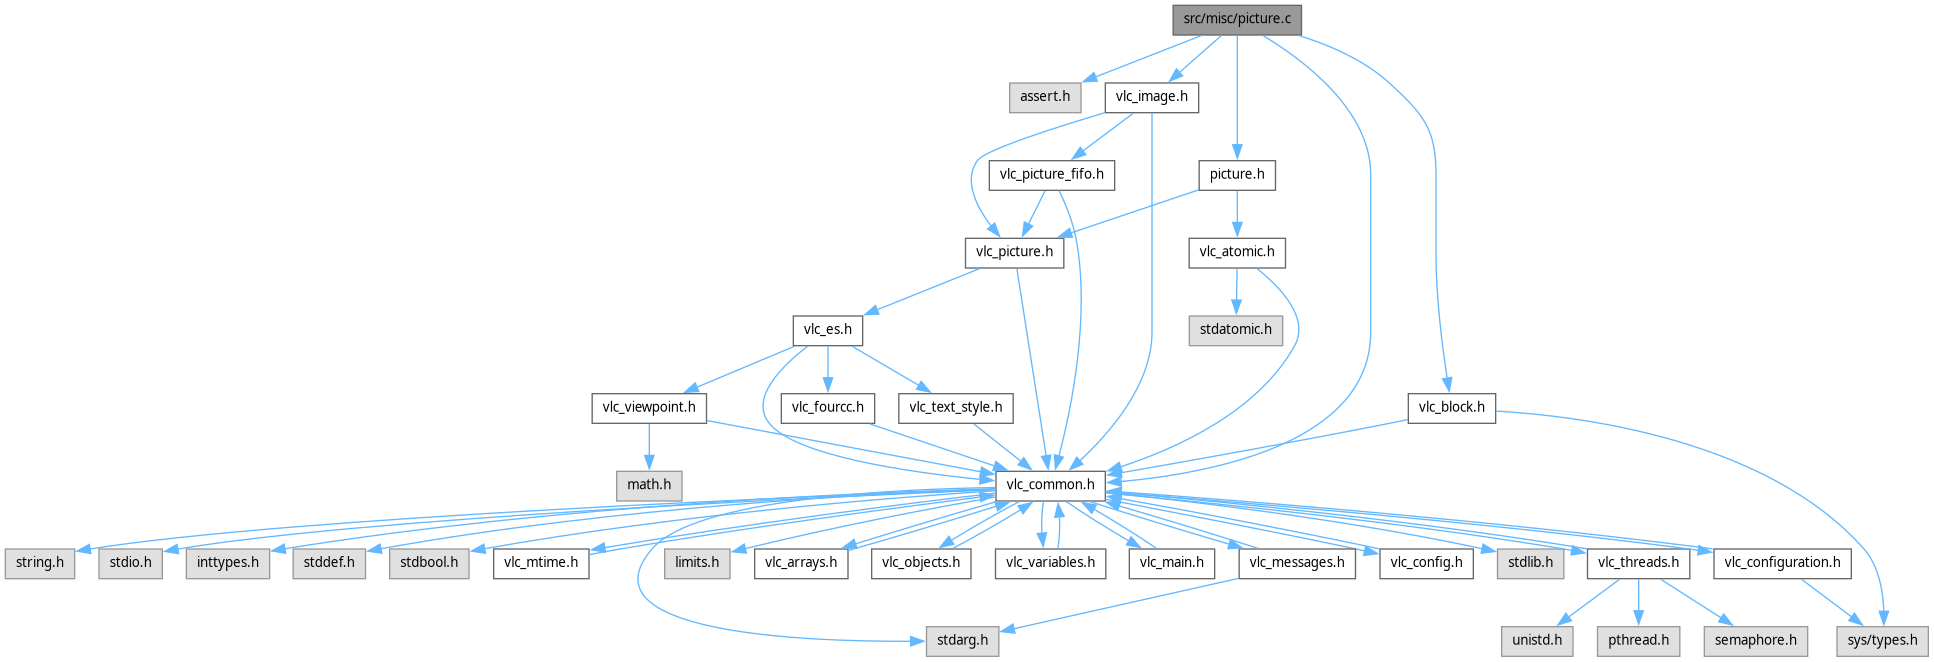 src/misc/picture.c
assert.h
vlc_image.h
vlc_picture_fifo.h
picture.h
vlc_picture.h
vlc_atomic.h
vlc_es.h
stdatomic.h
vlc_viewpoint.h
vlc_fourcc.h
vlc_text_style.h
vlc_block.h
math.h
vlc_common.h
string.h
stdio.h
inttypes.h
stddef.h
stdbool.h
vlc_mtime.h
limits.h
vlc_arrays.h
vlc_objects.h
vlc_variables.h
vlc_main.h
vlc_messages.h
vlc_config.h
stdlib.h
vlc_threads.h
vlc_configuration.h
stdarg.h
unistd.h
pthread.h
semaphore.h
sys/types.h